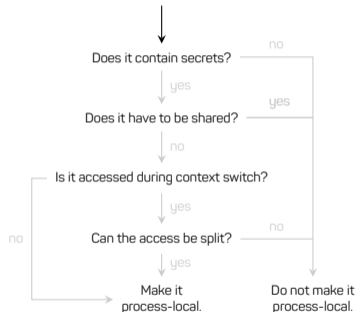 no
Does it contain secrets?
yes
yes
Does it have to be shared?
no
Is it accessed during context switch?
yes
no
no
Can the access be split?
yes
Make it
process-local.
Do not make it
process-local.